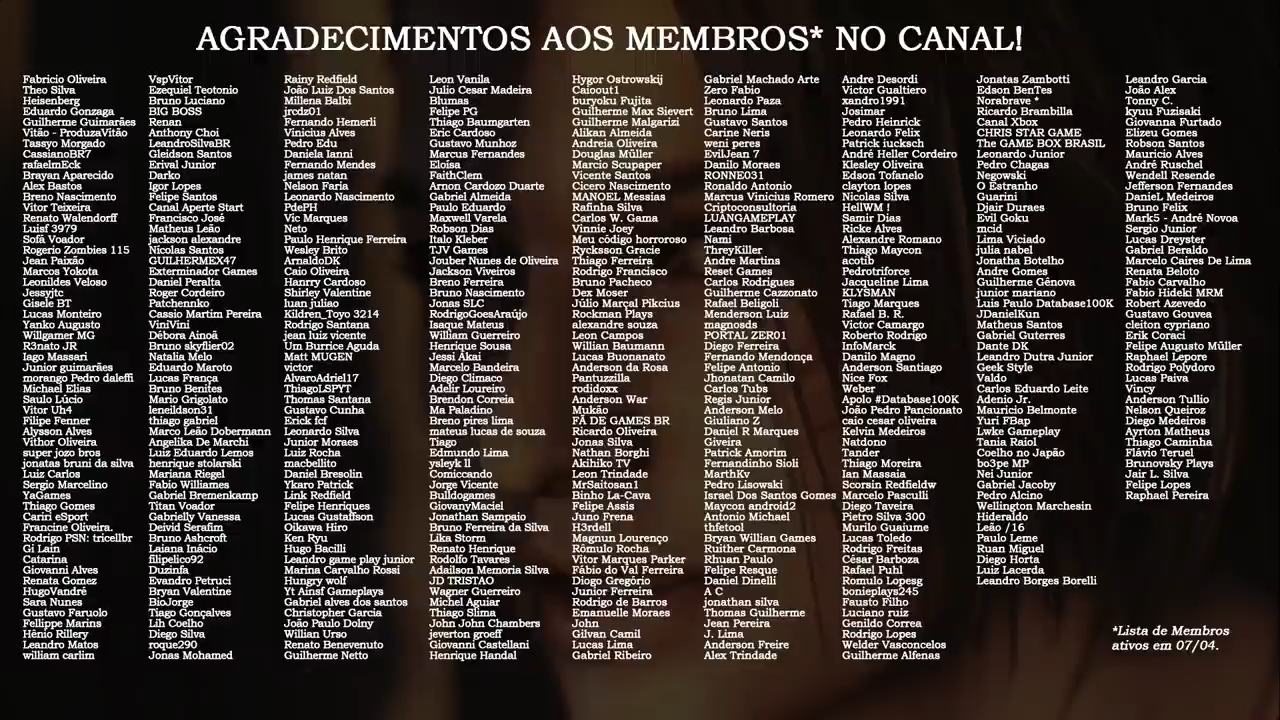 AGRADECIMENTOS AOS MEMBROS* NO CANAL!
Fabricio Oliveira
Theo Silva
Heisenberg
Eduardo Gonzaga
Guilherme Guimarães
Vitão - ProduzaVitão
Tassyo Morgado
CassianoBR7
rafaelmEck
Brayan Aparecido
Alex Bastos
Breno Nascimento
Vitor Teixeira
Renato Walendorff
Luisf 3979
Sofá Voador
Rogerio Zombies 115
Jean Paixão
Marcos Yokota
Leonildes Veloso
Jessyjtc
Gisele BT
Lucas Monteiro
Yanko Augusto
Willgamer MG
R3nato JR
Iago Massari
Junior guimarães
morango Pedro daleffi
Michael Elias
Saulo Lúcio
Vitor Uh4
Filipe Fenner
Alysson Alves
Víthor Oliveira
super jozo bros
jonatas bruni da silva
Luiz Carlos
Sergio Marcelino
YaGames
Thiago Gomes
Cariri eSport
Francine Oliveira.
Rodrigo PSN: tricellbr
Gi Lain
Catarina
Giovanni Alves
Renata Gomez
HugoVandré
Sara Nunes
Gustavo Faruolo
Fellippe Marins
Hênio Rillery
Leandro Matos
william carlim
VspVitor
Ezequiel Teotonio
Bruno Luciano
BIG BOSS
Renan
Anthony Choi
LeandroSilvaBR
Gleidson Santos
Erival Junior
Darko
Igor Lopes
Felipe Santos
Canal Aperte Start
Francisco José
Matheus Leão
jackson alexandre
Nicolas Santos
GUILHERMEX47
Exterminador Games
Daniel Peralta
Roger Cordeiro
Patchenko
Cassio Martim Pereira
ViniVini
Débora Ainoã
Bruno skyflier02
Natalia Melo
Eduardo Maroto
Lucas França
Bruno Benites
Mario Grigolato
leneildson31
thiago gabriel
Marco Leão Dobermann
Angelika De Marchi
Luiz Eduardo Lemos
henrique stolarski
Mariana Riegel
Fabio Williames
Gabriel Bremenkamp
Titan Voador
Gabrielly Vanessa
Deivid Serafim
Bruno Ashcroft
Laiana Inácio
filipelico92
Duzinfa
Evandro Petruci
Bryan Valentine
BioJorge
Tiago Gonçalves
Lih Coelho
Diego Silva
roque290
Jonas Mohamed
Rainy Redfield
João Luiz Dos Santos
Millena Balbi
jrodz01
Fernando Hemerli
Vinicius Alves
Pedro Edu
Daniela Ianni
Fernando Mendes
james natan
Nelson Faria
Leonardo Nascimento
PdePH
Vic Marques
Neto
Paulo Henrique Ferreira
Wesley Brito
ArnaldoDK
Caio Oliveira
Hanrry Cardoso
Shirley Valentine
luan juliao
Kildren_Toyo 3214
Rodrigo Santana
jean luiz vicente
Um Burrice Aguda
Matt MUGEN
victor
AlvaroAdriel17
ThiagoLSPYT
Thomas Santana
Gustavo Cunha
Erick Icf
Leonardo Silva
Junior Moraes
Luiz Rocha
macbellito
Daniel Bresolin
Ykaro Patrick
Link Redfield
Felipe Henriques
Lucas Gustaffson
Oikawa Hiro
Ken Ryu
Hugo Bacilli
Leandro game play junior
Marina Carvalho Rossi
Hungry wolf
Yt Ainsf Gameplays
Gabriel alves dos santos
Christopher Garcia
João Paulo Dolny
Willian Urso
Renato Benevenuto
Guilherme Netto
Leon Vanila
Julio Cesar Madeira
Blumas
Felipe PG
Thiago Baumgarten
Eric Cardoso
Gustavo Munhoz
Marcus Fernandes
Eloísa
FaithClem
Arnon Cardozo Duarte
Gabriel Almeida
Paulo Eduardo
Maxwell Varela
Robson Dias
Italo Kleber
TJV Games
Jouber Nunes de Oliveira
Jackson Viveiros
Breno Ferreira
Bruno Nascimento
Jonas SLC
RodrigoGoesAraújo
Isaque Mateus
William Guerreiro
Henrique Sousa
Jessi Akai
Marcelo Bandeira
Diego Clímaco
Adelir Loureiro
Brendon Correia
Ma Paladino
Breno pires lima
mateus lucas de souza
Tiago
Edmundo Lima
ysleyk ll
Comiccando
Jorge Vicente
Bulldogames
GiovanyMaciel
Jonathan Sampaio
Bruno Ferreira da Silva
Lika Storm
Renato Henrique
Rodolfo Tavares
Adailson Memoria Silva
JD TRISTAO
Wagner Guerreiro
Michel Aguiar
Thiago Slima
John John Chambers
jeverton groeff
Giovanni Castellani
Henrique Handal
Hygor Ostrowskij
Caioout1
buryoku Fujita
Guilherme Max Sievert
Guilherme Malgarizi
Alikan Almeida
Andreia Oliveira
Douglas Müller
Marcio Scupaper
Vicente Santos
Cicero Nascimento
MANOEL Messias
Rafinha Silva
Carlos W. Gama
Vinnie Joey
Meu código horroroso
Rycksson Gracie
Thiago Ferreira
Rodrigo Francisco
Bruno Pacheco
Dex Moser
Júlio Marçal Pikcius
Rockman Plays
alexandre souza
Leon Campos
Willian Baumann
Lucas Buonanato
Anderson da Rosa
Pantuzzilla
rodidoxx
Anderson War
Mukão
FÃ DE GAMES BR
Ricardo Oliveira
Jonas Silva
Nathan Borghi
Akihiko TV
Leon Trindade
MrSaitosan1
Binho La-Cava
Felipe Assis
Juno Frena
H3rdell
Magnun Lourenço
Rômulo Rocha
Vitor Marques Parker
Fábio do Val Ferreira
Diogo Gregório
Junior Ferreira
Rodrigo de Barros
Emanuelle Moraes
John
Gilvan Camil
Lucas Lima
Gabriel Ribeiro
Gabriel Machado Arte
Zero Fabio
Leonardo Paza
Bruno Lima
Gustavo Santos
Carine Neris
weni peres
EvilJean 7
Danilo Moraes
RONNE031
Ronaldo Antonio
Marcus Vinicius Romero
Criptoconsultoria
LUANGAMEPLAY
Leandro Barbosa
Nami
ThreyKiller
André Martins
Reset Games
Carlos Rodrigues
Guilherme Cazzonato
Rafael Beligoli
Menderson Luiz
magnosds
PORTAL ZER01
Diego Ferreira
Fernando Mendonça
Felipe Antonio
Jhonatan Camilo
Carlos Tubs
Regis Junior
Anderson Melo
Giuliano Z
Daniel R Marques
Giveira
Patrick Amorim
Fernandinho Sioli
MarthKv
Pedro Lisowski
Israel Dos Santos Gomes
Maycon android2
Antonio Michael
thfetool
Bryan Willian Games
Ruither Carmona
Rhuan Paulo
Felipe Resque
Daniel Dinelli
A C
jonathan silva
Thomas Guilherme
Jean Pereira
J. Lima
Anderson Freire
Alex Trindade
Andre Desordi
Victor Gualtiero
xandro1991
Josimar
Pedro Heinrick
Leonardo Felix
Patrick iucksch
André Heller Cordeiro
Klesley Oliveira
Edson Tofanelo
clayton lopes
Nicolas Silva
HellWM !
Samir Dias
Ricke Alves
Alexandre Romano
Thiago Maycon
acotib
Pedrotriforce
Jacqueline Lima
KLYSMAN
Tiago Marques
Rafael B. R.
Victor Camargo
Roberto Rodrigo
InfoMarck
Danilo Magno
Anderson Santiago
Nice Fox
Weber
Apolo #Database100K
João Pedro Pancionato
caio cesar oliveira
Kelvin Medeiros
Natdono
Tander
Thiago Moreira
Ian Massaia
Scorsin Redfieldw
Marcelo Pasculli
Diego Taveira
Pietro Silva 300
Murilo Guaiume
Lucas Toledo
Rodrigo Freitas
César Barboza
Rafael Puhl
Romulo Lopesg
bonieplays245
Fausto Filho
Luciano ruiz
Genildo Correa
Rodrigo Lopes
Welder Vasconcelos
Guilherme Alfenas
Jonatas Zambotti
Edson BenTes
Norabrave *
Ricardo Brambilla
Canal Xbox
CHRIS STAR GAME
The GAME BOX BRASIL
Leonardo Junior
Pedro Chagas
Negowski
O Estranho
Guarini
Djair Duraes
Evil Goku
mcid
Lima Viciado
julia nabel
Jonatha Botelho
Andre Gomes
Guilherme Gênova
junior mariano
Luis Paulo Database100K
JDanielKun
Matheus Santos
Gabriel Guterres
Dante DK
Leandro Dutra Junior
Geek Style
Valdo
Carlos Eduardo Leite
Adenio Jr.
Mauricio Belmonte
Yuri FBap
Lwke Gameplay
Tania Raiol
Coelho no Japão
bo3pe MP
Nei Junior
Gabriel Jacoby
Pedro Alcino
Wellington Marchesin
Hideraldo
Leão /16
Paulo Leme
Ruan Miguel
Diego Horta
Luiz Lacerda
Leandro Borges Borelli
Leandro Garcia
João Alex
Tonny C.
kyuu Fuzisaki
Giovanna Furtado
Elizeu Gomes
Robson Santos
Mauricio Alves
André Ruschel
Wendell Resende
Jefferson Fernandes
DanieL Medeiros
Bruno Felix
Mark5 - André Novoa
Sergio Junior
Lucas Dreyster
Gabriel Beraldo
Marcelo Caires De Lima
Renata Beloto
Fabio Carvalho
Fabio Hideki MRM
Robert Azevedo
Gustavo Gouvea
cleiton cypriano
Erik Coraci
Felipe Augusto Müller
Raphael Lepore
Rodrigo Polydoro
Lucas Paiva
Vincy
Anderson Tullio
Nelson Queiroz
Diego Medeiros
Ayrton Matheus
Thiago Caminha
Flávio Teruel
Brunovsky Plays
Jair L. Silva
Felipe Lopes
Raphael Pereira
*Lista de Membros
ativos em 07/04.